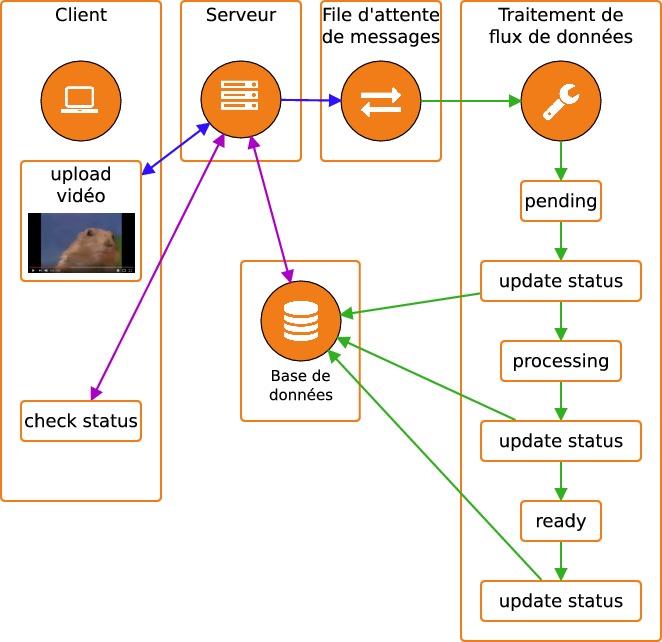 Client
Serveur
File d'attente
de messages
Traitement de
flux de données
upload
vidéo
pending
update status
processing
Base de
données
check status
update status
ready
update status